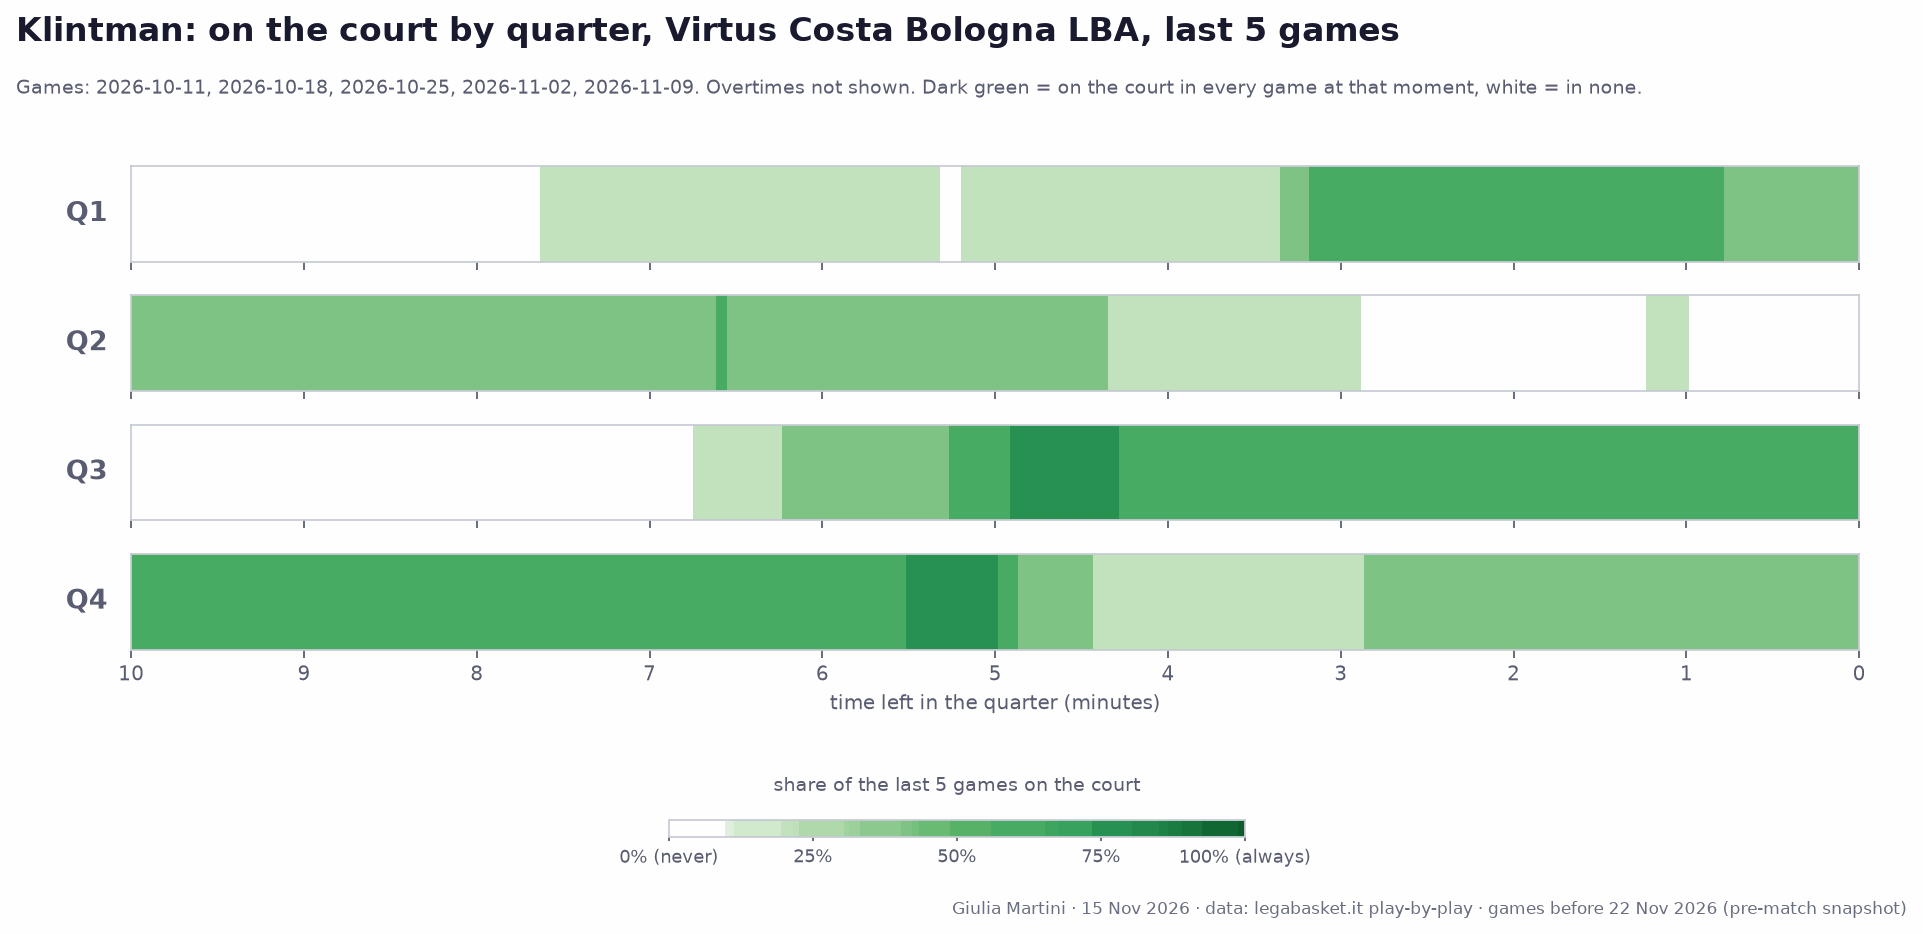 Klintman: on the court by quarter, Virtus Costa Bologna LBA, last 5 games
Games: 2026-10-11, 2026-10-18, 2026-10-25, 2026-11-02, 2026-11-09. Overtimes not shown. Dark green = on the court in every game at that moment, white = in none.
Q1
Q2
Q3
Q4
10 9 8 7 6 5 4 3 2 1 0
time left in the quarter (minutes)
share of the last 5 games on the court
0% (never) 25% 50% 75% 100% (always)
Giulia Martini · 15 Nov 2026 · data: legabasket.it play-by-play · games before 22 Nov 2026 (pre-match snapshot)